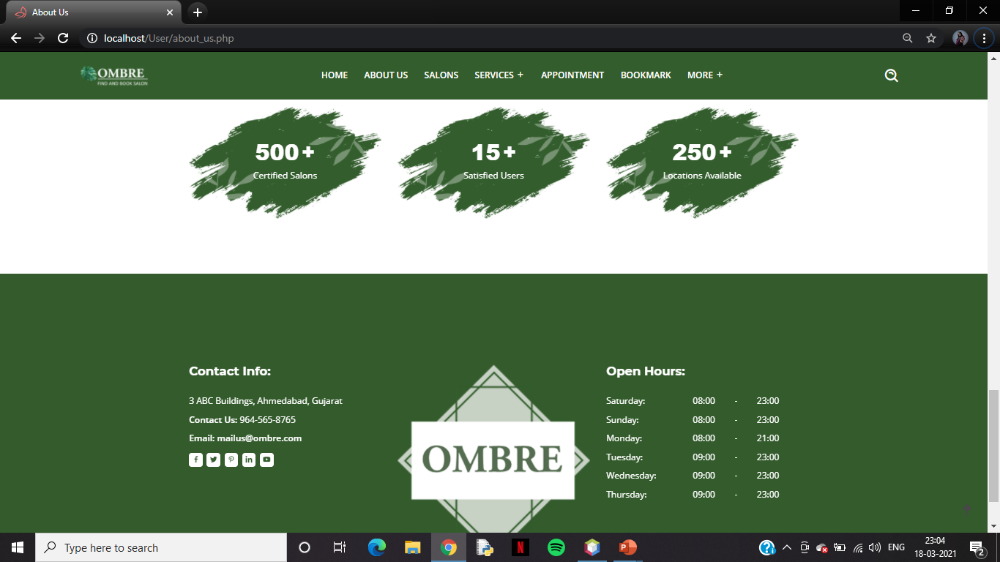 About Us
localhost/User/about_us.php
OMBRE
FIND AND BOOK SALON
HOME ABOUT US SALONS SERVICES + APPOINTMENT BOOKMARK MORE +
500+ 15+ 250+
Certified Salons Satisfied Users Locations Available
Contact Info:
3 ABC Buildings, Ahmedabad, Gujarat
Contact Us: 964-565-8765
Email: mailus@ombre.com
OMBRE
Open Hours:
Saturday: 08:00 - 23:00
Sunday: 08:00 - 23:00
Monday: 08:00 - 21:00
Tuesday: 09:00 - 23:00
Wednesday: 09:00 - 23:00
Thursday: 09:00 - 23:00
Type here to search
ENG
23:04
18-03-2021
2